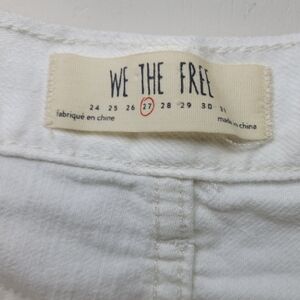 WE THE FREE
24 25 26 27 28 29 30 31
fabriqué en chine made in china